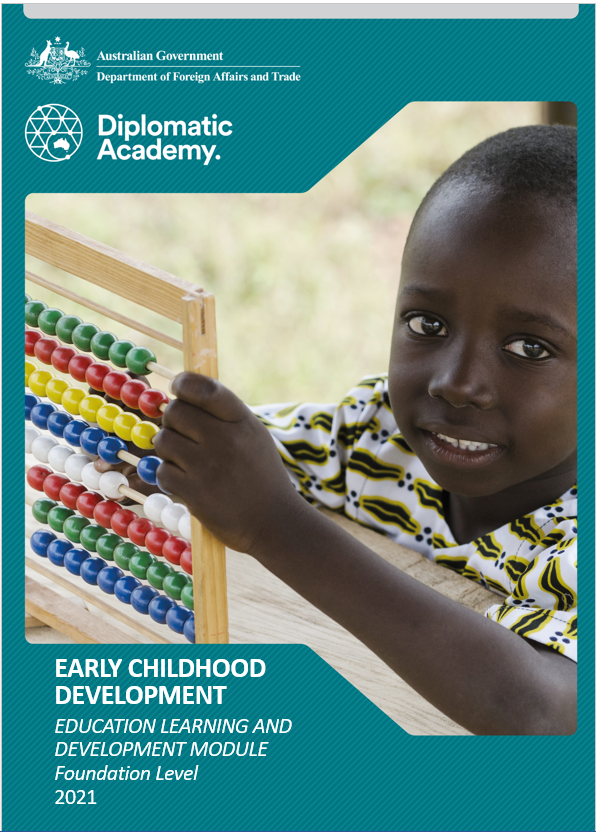 Australian Government
Department of Foreign Affairs and Trade
Diplomatic
Academy.
EARLY CHILDHOOD
DEVELOPMENT
EDUCATION LEARNING AND
DEVELOPMENT MODULE
Foundation Level
2021